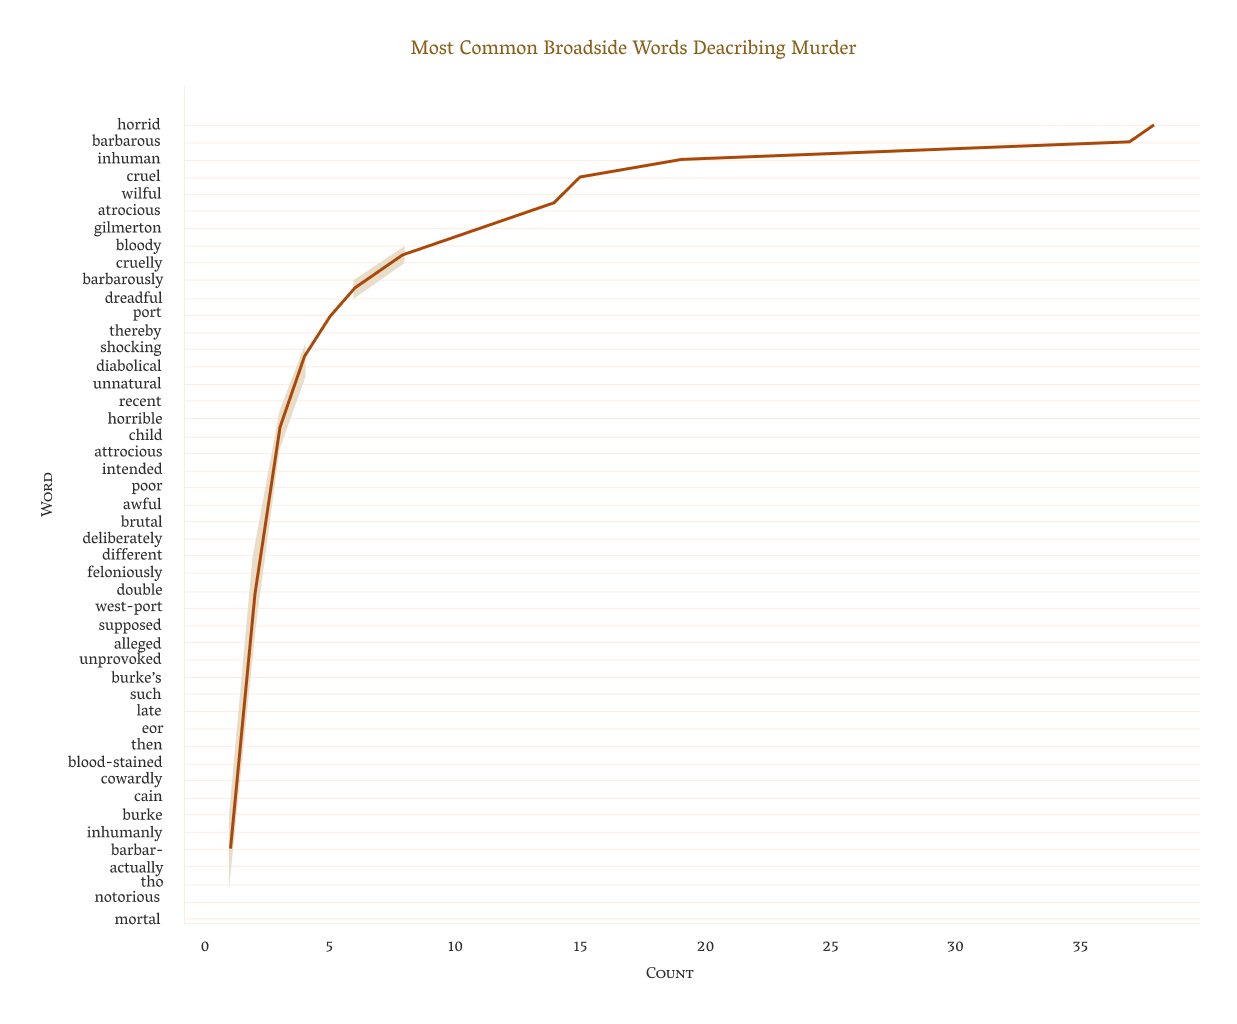 Most Common Broadside Words Deacribing Murder
horrid
barbarous
inhuman
cruel
wilful
atrocious
gilmerton
bloody
cruelly
barbarously
dreadful
port
thereby
shocking
diabolical
unnatural
recent
horrible
child
attrocious
intended
poor
awful
brutal
deliberately
different
feloniously
double
west-port
supposed
alleged
unprovoked
burke's
such
late
eor
then
blood-stained
cowardly
cain
burke
inhumanly
barbar-
actually
tho
notorious
mortal
Word
0 5 10 15 20 25 30 35
Count